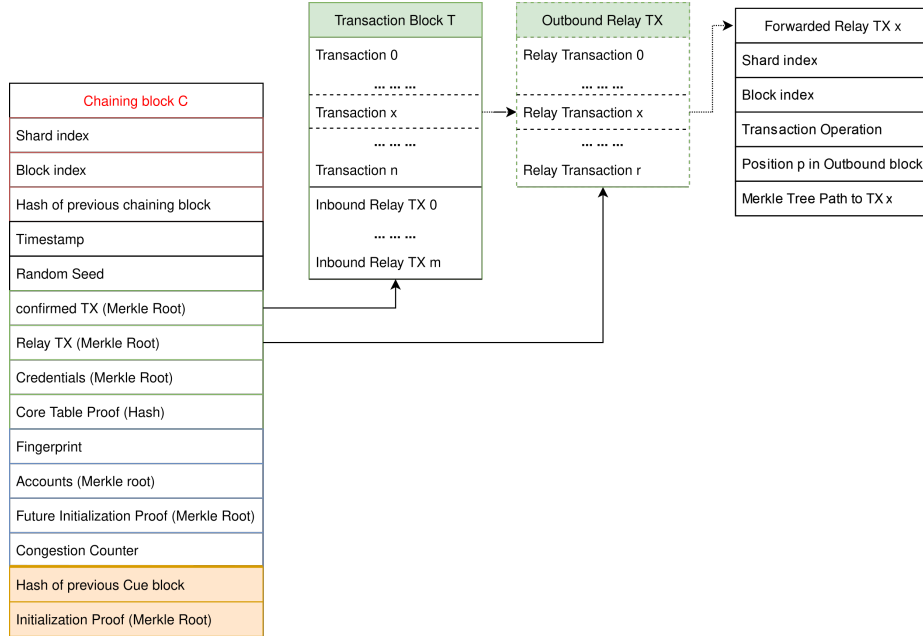 Chaining block C
Shard index
Block index
Hash of previous chaining block
Timestamp
Random Seed
confirmed TX (Merkle Root)
Relay TX (Merkle Root)
Credentials (Merkle Root)
Core Table Proof (Hash)
Fingerprint
Accounts (Merkle root)
Future Initialization Proof (Merkle Root)
Congestion Counter
Hash of previous Cue block
Initialization Proof (Merkle Root)
Transaction Block T
Transaction 0
... ... ...
Transaction x
... ... ...
Transaction n
Inbound Relay TX 0
... ... ...
Inbound Relay TX m
Outbound Relay TX
Relay Transaction 0
... ... ...
Relay Transaction x
... ... ...
Relay Transaction r
Forwarded Relay TX x
Shard index
Block index
Transaction Operation
Position p in Outbound block
Merkle Tree Path to TX x